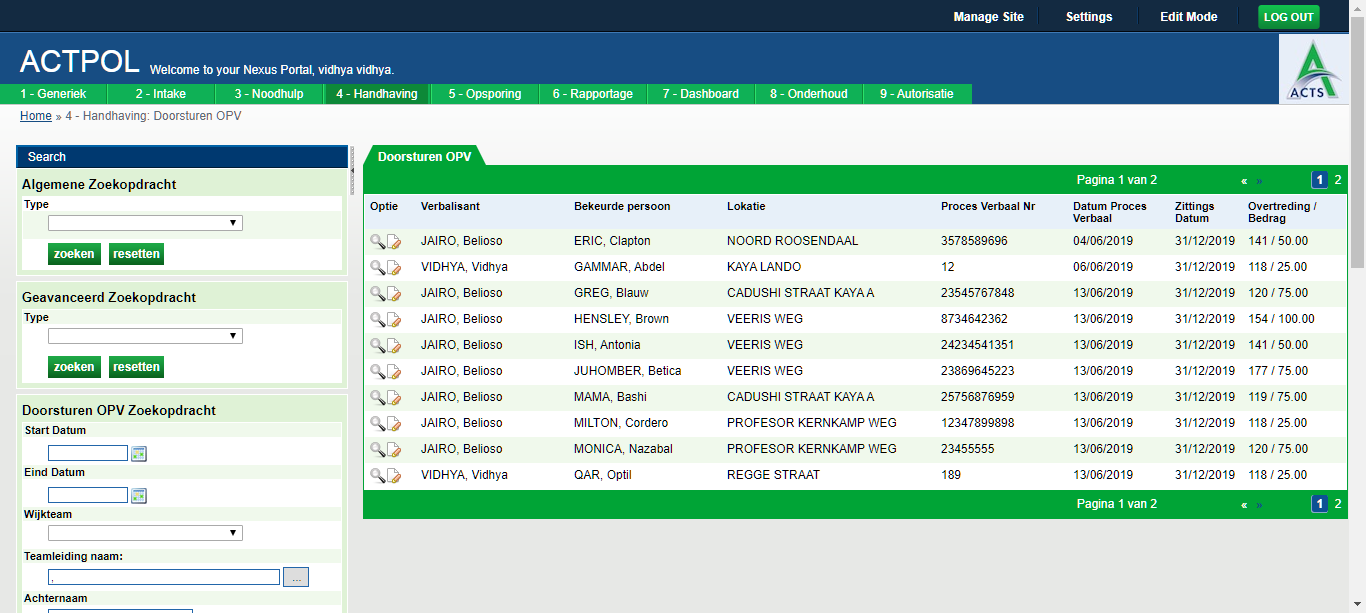 Manage Site Settings Edit Mode LOG OUT
ACTPOL Welcome to your Nexus Portal, vidhya vidhya.
ACTS
1 - Generiek 2 - Intake 3 - Noodhulp 4 - Handhaving 5 - Opsporing 6 - Rapportage 7 - Dashboard 8 - Onderhoud 9 - Autorisatie
Home » 4 - Handhaving: Doorsturen OPV
Search
Algemene Zoekopdracht
Type
zoeken resetten
Geavanceerd Zoekopdracht
Type
zoeken resetten
Doorsturen OPV Zoekopdracht
Start Datum
Eind Datum
Wijkteam
Teamleiding naam:
, ...
Achternaam
Doorsturen OPV
Pagina 1 van 2 « » 1 2
Optie Verbalisant Bekeurde persoon Lokatie Proces Verbaal Nr Datum Proces Verbaal Zittings Datum Overtreding / Bedrag
JAIRO, Belioso ERIC, Clapton NOORD ROOSENDAAL 3578589696 04/06/2019 31/12/2019 141 / 50.00
VIDHYA, Vidhya GAMMAR, Abdel KAYA LANDO 12 06/06/2019 31/12/2019 118 / 25.00
JAIRO, Belioso GREG, Blauw CADUSHI STRAAT KAYA A 23545767848 13/06/2019 31/12/2019 120 / 75.00
JAIRO, Belioso HENSLEY, Brown VEERIS WEG 8734642362 13/06/2019 31/12/2019 154 / 100.00
JAIRO, Belioso ISH, Antonia VEERIS WEG 24234541351 13/06/2019 31/12/2019 141 / 50.00
JAIRO, Belioso JUHOMBER, Betica VEERIS WEG 23869645223 13/06/2019 31/12/2019 177 / 75.00
JAIRO, Belioso MAMA, Bashi CADUSHI STRAAT KAYA A 25756876959 13/06/2019 31/12/2019 119 / 75.00
JAIRO, Belioso MILTON, Cordero PROFESOR KERNKAMP WEG 12347899898 13/06/2019 31/12/2019 118 / 25.00
JAIRO, Belioso MONICA, Nazabal PROFESOR KERNKAMP WEG 23455555 13/06/2019 31/12/2019 120 / 75.00
VIDHYA, Vidhya QAR, Optil REGGE STRAAT 189 13/06/2019 31/12/2019 118 / 25.00
Pagina 1 van 2 « » 1 2